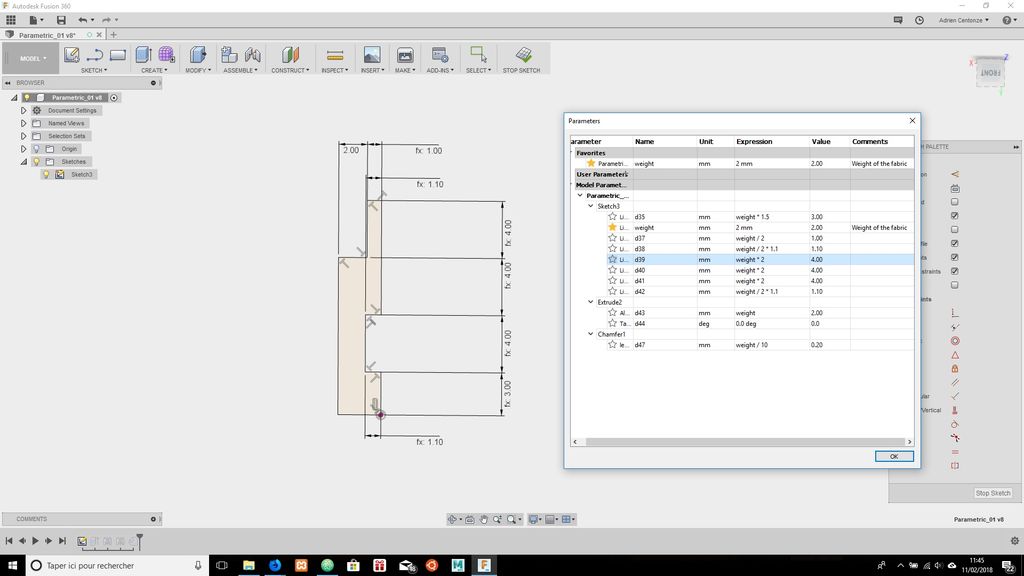 Autodesk Fusion 360
Adrien Centonze
Parametric_01 v8*
MODEL
SKETCH
CREATE
MODIFY
ASSEMBLE
CONSTRUCT
INSPECT
INSERT
MAKE
ADD-INS
SELECT
STOP SKETCH
BROWSER
Parametric_01 v8
Document Settings
Named Views
Selection Sets
Origin
Sketches
Sketch3
FRONT
X
Z
Y
2.00
fx: 1.00
fx: 1.10
fx: 4.00
fx: 4.00
fx: 4.00
fx: 3.00
fx: 1.10
Parameters
arameter Name Unit Expression Value Comments
Favorites
Parametri... weight mm 2 mm 2.00 Weight of the fabric
User Parameters
Model Paramet...
Parametric_...
Sketch3
Li... d35 mm weight * 1.5 3.00
Li... weight mm 2 mm 2.00 Weight of the fabric
Li... d37 mm weight / 2 1.00
Li... d38 mm weight / 2 * 1.1 1.10
Li... d39 mm weight * 2 4.00
Li... d40 mm weight * 2 4.00
Li... d41 mm weight * 2 4.00
Li... d42 mm weight / 2 * 1.1 1.10
Extrude2
Al... d43 mm weight 2.00
Ta... d44 deg 0.0 deg 0.0
Chamfer1
le... d47 mm weight / 10 0.20
OK
PALETTE
Stop Sketch
COMMENTS
Parametric_01 v8
Taper ici pour rechercher
11:45
11/02/2018
22